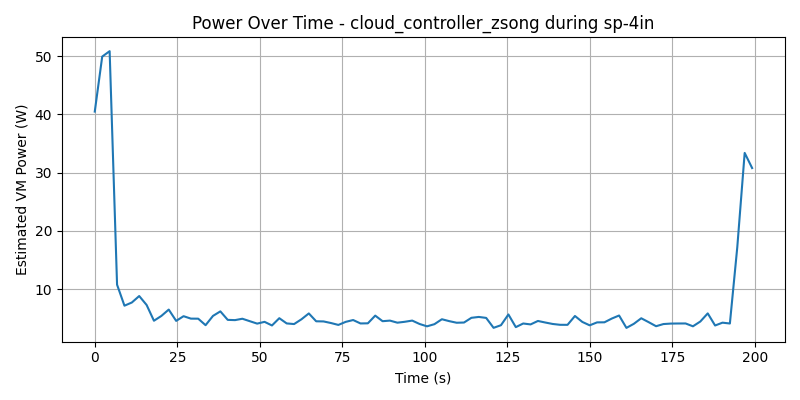 Power Over Time - cloud_controller_zsong during sp-4in
Estimated VM Power (W)
50
40
30
20
10
0 25 50 75 100 125 150 175 200
Time (s)